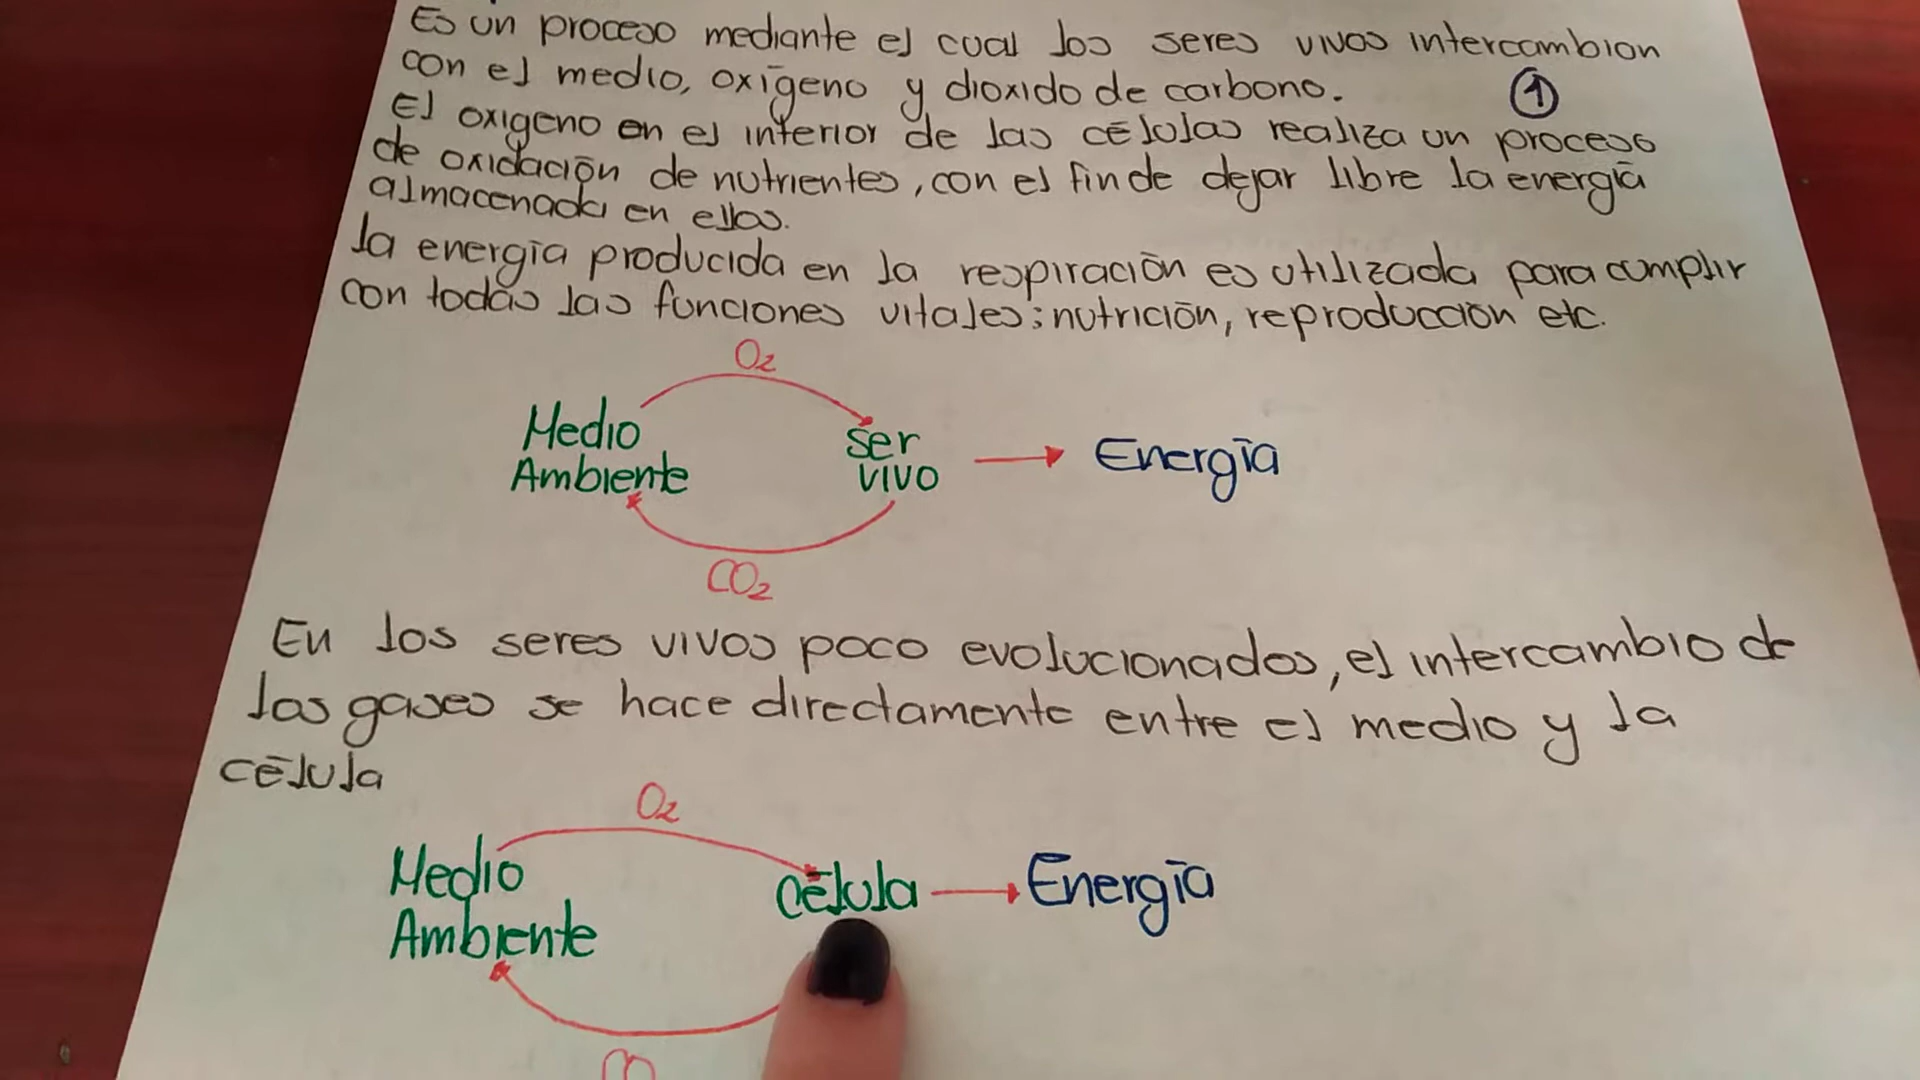 Es un proceso mediante el cual los seres vivos intercambian
con el medio, oxígeno y dioxido de carbono.
1
El oxigeno en el interior de las células realiza un proceso
de oxidación de nutrientes, con el fin de dejar libre la energía
almacenada en ellas.
la energía producida en la respiración es utilizada para cumplir
con todas las funciones vitales; nutrición, reproducción etc.
O2
Medio
Ambiente
ser
vivo
Energía
CO2
En los seres vivos poco evolucionados, el intercambio de
los gases se hace directamente entre el medio y la
célula
O2
Medio
Ambiente
célula
Energía